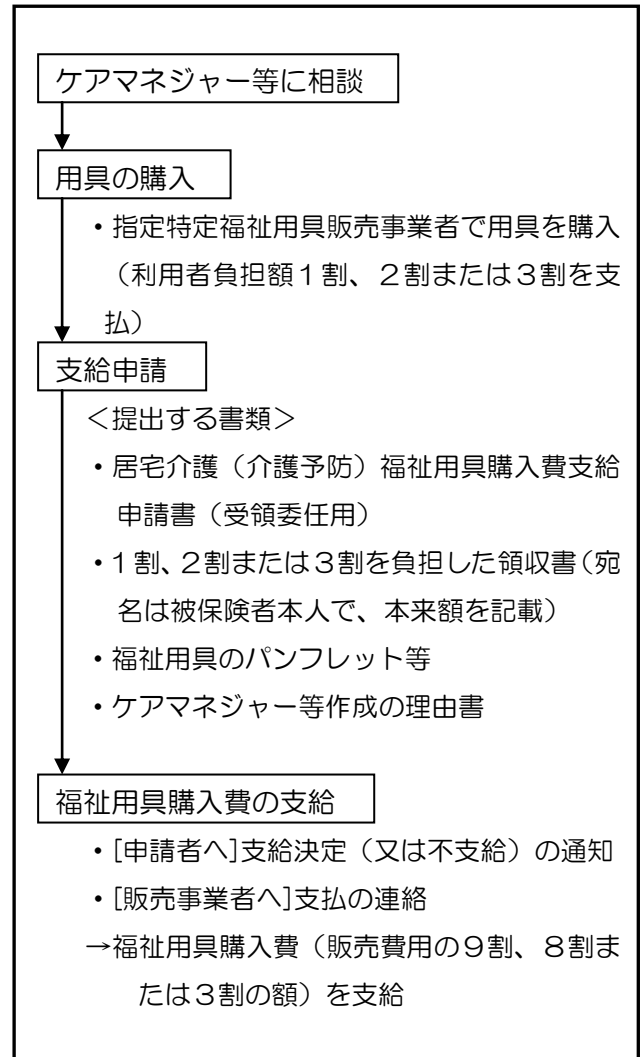 ケアマネジャー等に相談
用具の購入
・指定特定福祉用具販売事業者で用具を購入
（利用者負担額１割、２割または３割を支
払）
支給申請
＜提出する書類＞
・居宅介護（介護予防）福祉用具購入費支給
申請書（受領委任用）
・１割、２割または３割を負担した領収書（宛
名は被保険者本人で、本来額を記載）
・福祉用具のパンフレット等
・ケアマネジャー等作成の理由書
福祉用具購入費の支給
・[申請者へ]支給決定（又は不支給）の通知
・[販売事業者へ]支払の連絡
→福祉用具購入費（販売費用の９割、８割ま
たは３割の額）を支給